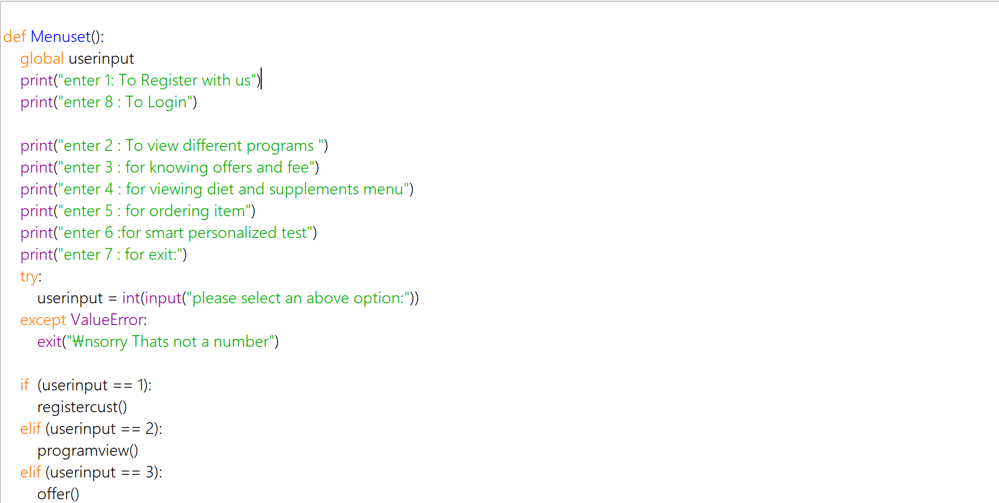 def Menuset():
    global userinput
    print("enter 1: To Register with us")
    print("enter 8 : To Login")
    print("enter 2 : To view different programs ")
    print("enter 3 : for knowing offers and fee")
    print("enter 4 : for viewing diet and supplements menu")
    print("enter 5 : for ordering item")
    print("enter 6 :for smart personalized test")
    print("enter 7 : for exit:")
    try:
        userinput = int(input("please select an above option:"))
    except ValueError:
        exit("₩nsorry Thats not a number")
    if  (userinput == 1):
        registercust()
    elif (userinput == 2):
        programview()
    elif (userinput == 3):
        offer()